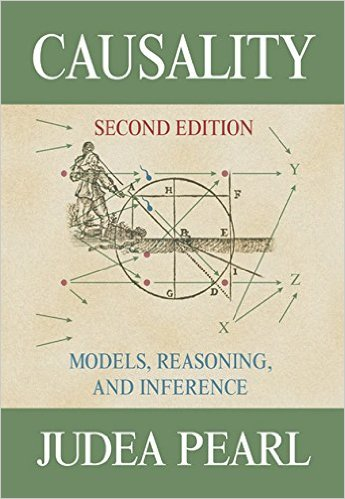 CAUSALITY
SECOND EDITION
A
H
F
Y
B
E
I
Z
G
D
X
MODELS, REASONING,
AND INFERENCE
JUDEA PEARL